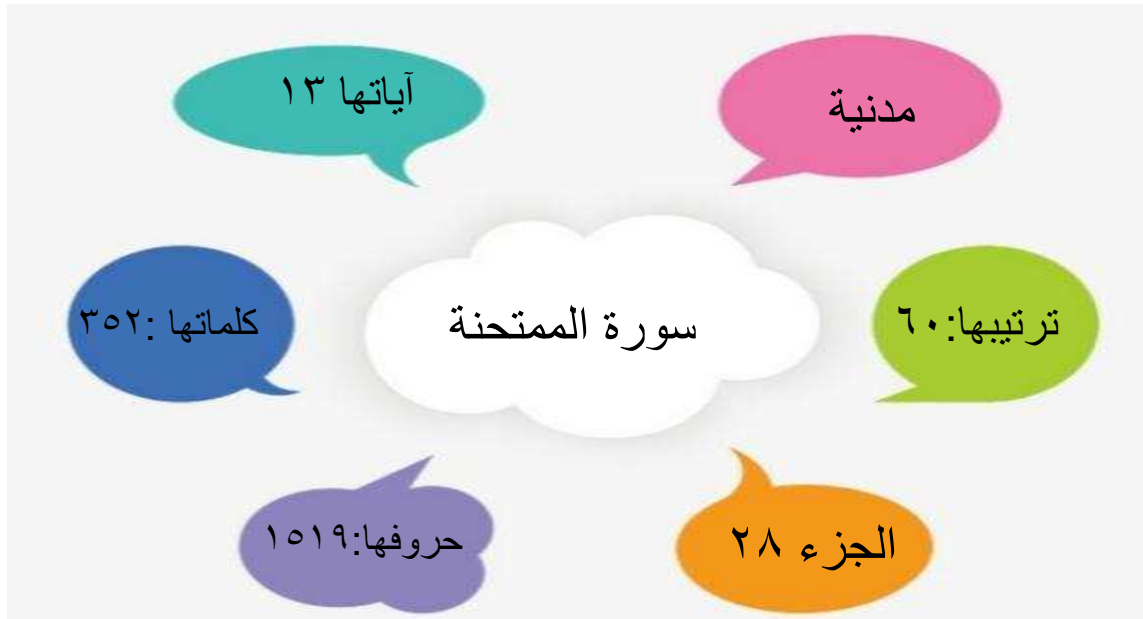 مدنية
آياتها ١٣
ترتيبها:٦٠
سورة الممتحنة
كلماتها :٣٥٢
الجزء ٢٨
حروفها:١٥١٩